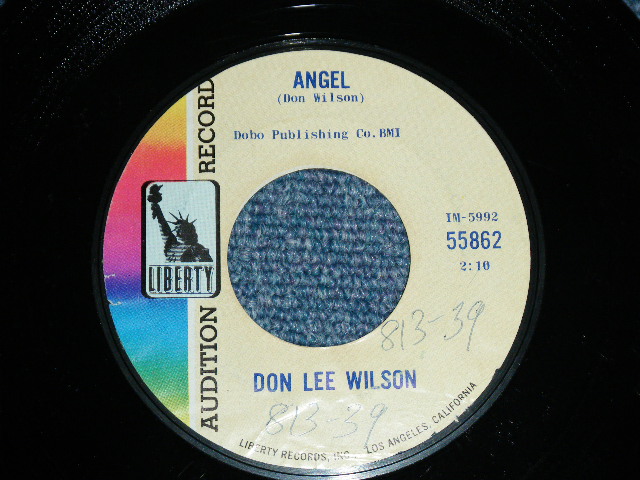 ANGEL
(Don Wilson)
Dobo Publishing Co. BMI
AUDITION RECORD
LIBERTY
IM-5992
55862
2:10
813-39
DON LEE WILSON
813-39
LIBERTY RECORDS, INC., LOS ANGELES, CALIFORNIA